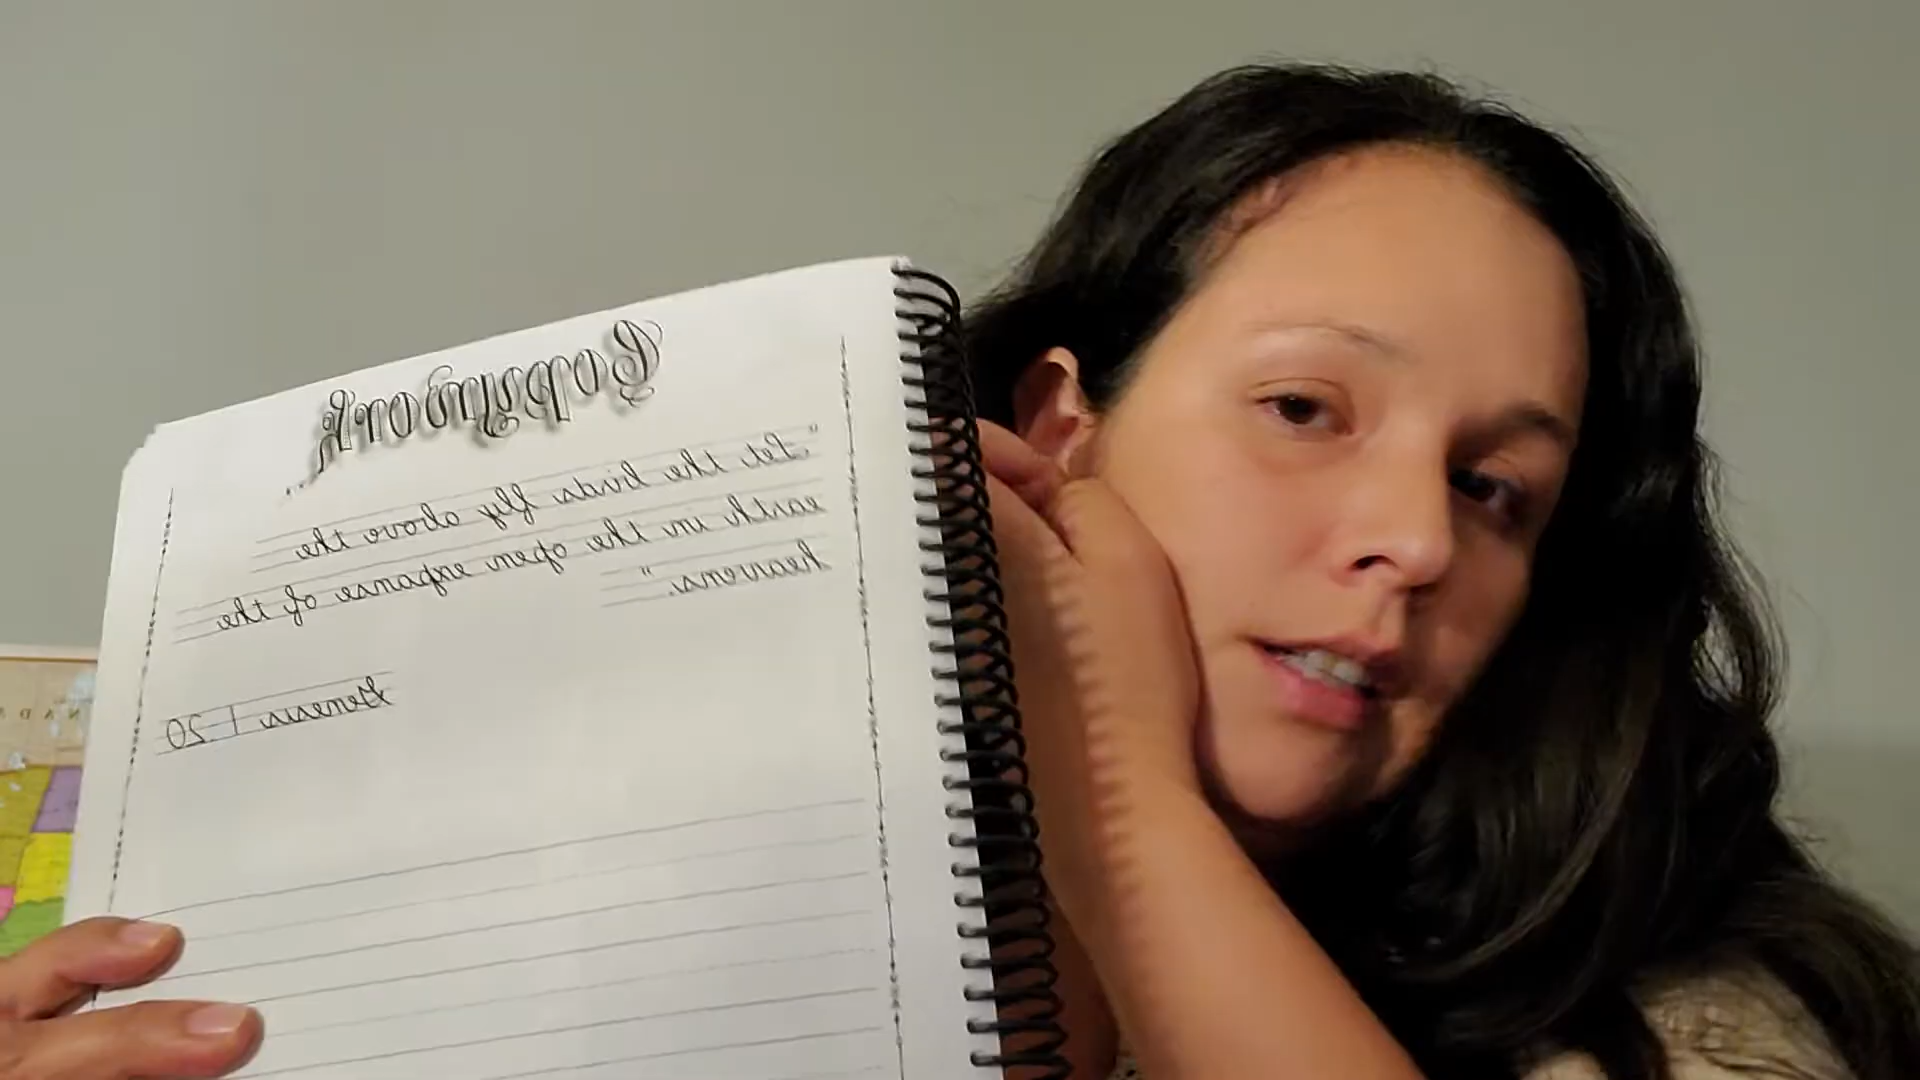 Copywork
"Let the birds fly above the
earth in the open expanse of the
heavens."
Genesis 1:20